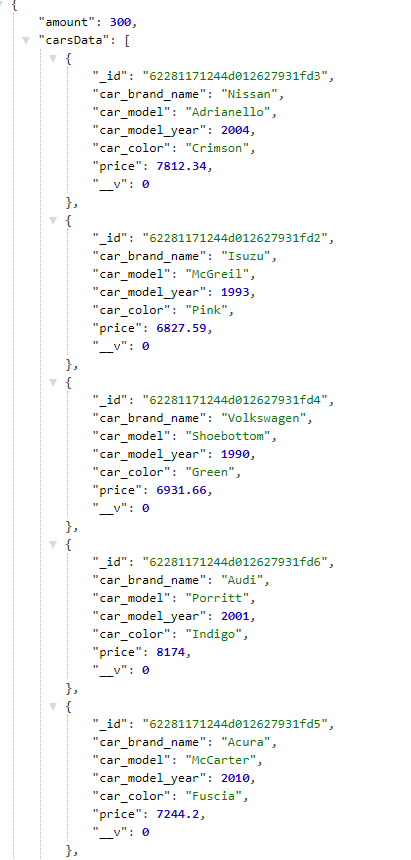 {
"amount": 300,
"carsData": [
{
"_id": "62281171244d012627931fd3",
"car_brand_name": "Nissan",
"car_model": "Adrianello",
"car_model_year": 2004,
"car_color": "Crimson",
"price": 7812.34,
"__v": 0
},
{
"_id": "62281171244d012627931fd2",
"car_brand_name": "Isuzu",
"car_model": "McGreil",
"car_model_year": 1993,
"car_color": "Pink",
"price": 6827.59,
"__v": 0
},
{
"_id": "62281171244d012627931fd4",
"car_brand_name": "Volkswagen",
"car_model": "Shoebottom",
"car_model_year": 1990,
"car_color": "Green",
"price": 6931.66,
"__v": 0
},
{
"_id": "62281171244d012627931fd6",
"car_brand_name": "Audi",
"car_model": "Porritt",
"car_model_year": 2001,
"car_color": "Indigo",
"price": 8174,
"__v": 0
},
{
"_id": "62281171244d012627931fd5",
"car_brand_name": "Acura",
"car_model": "McCarter",
"car_model_year": 2010,
"car_color": "Fuscia",
"price": 7244.2,
"__v": 0
},